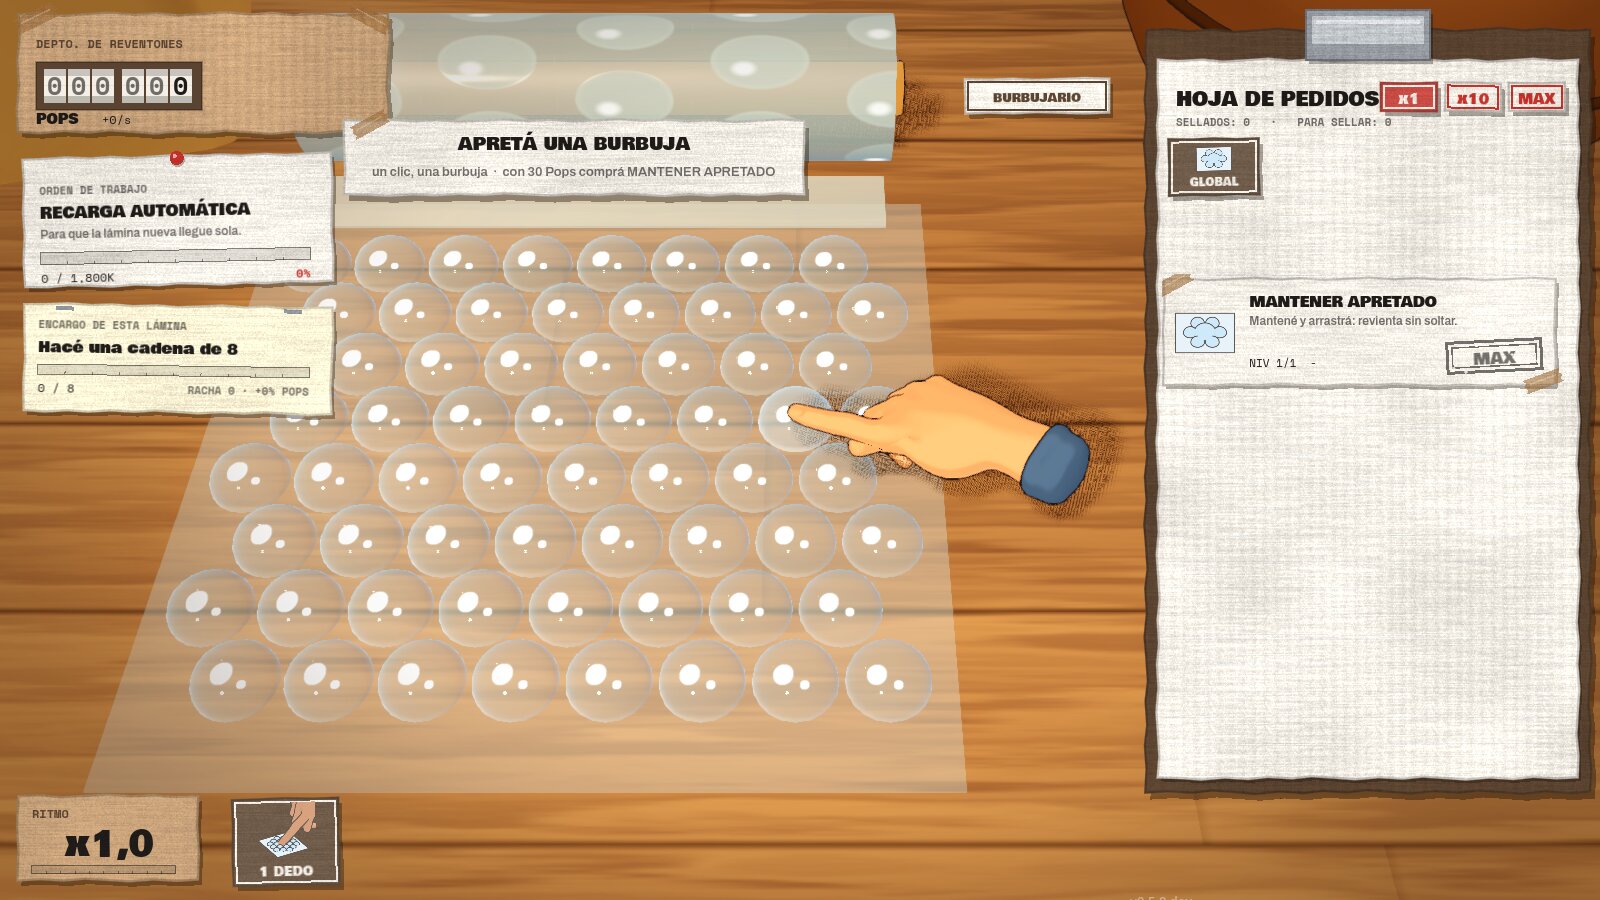 DEPTO. DE REVENTONES
000000
POPS +0/s
BURBUJARIO
APRETÁ UNA BURBUJA
un clic, una burbuja · con 30 Pops comprá MANTENER APRETADO
ORDEN DE TRABAJO
RECARGA AUTOMÁTICA
Para que la lámina nueva llegue sola.
0 / 1.800K 0%
ENCARGO DE ESTA LÁMINA
Hacé una cadena de 8
0 / 8 RACHA 0 · +0% POPS
HOJA DE PEDIDOS x1 x10 MAX
SELLADOS: 0 · PARA SELLAR: 0
GLOBAL
MANTENER APRETADO
Mantené y arrastrá: revienta sin soltar.
NIV 1/1 - MAX
RITMO
x1,0
1 DEDO